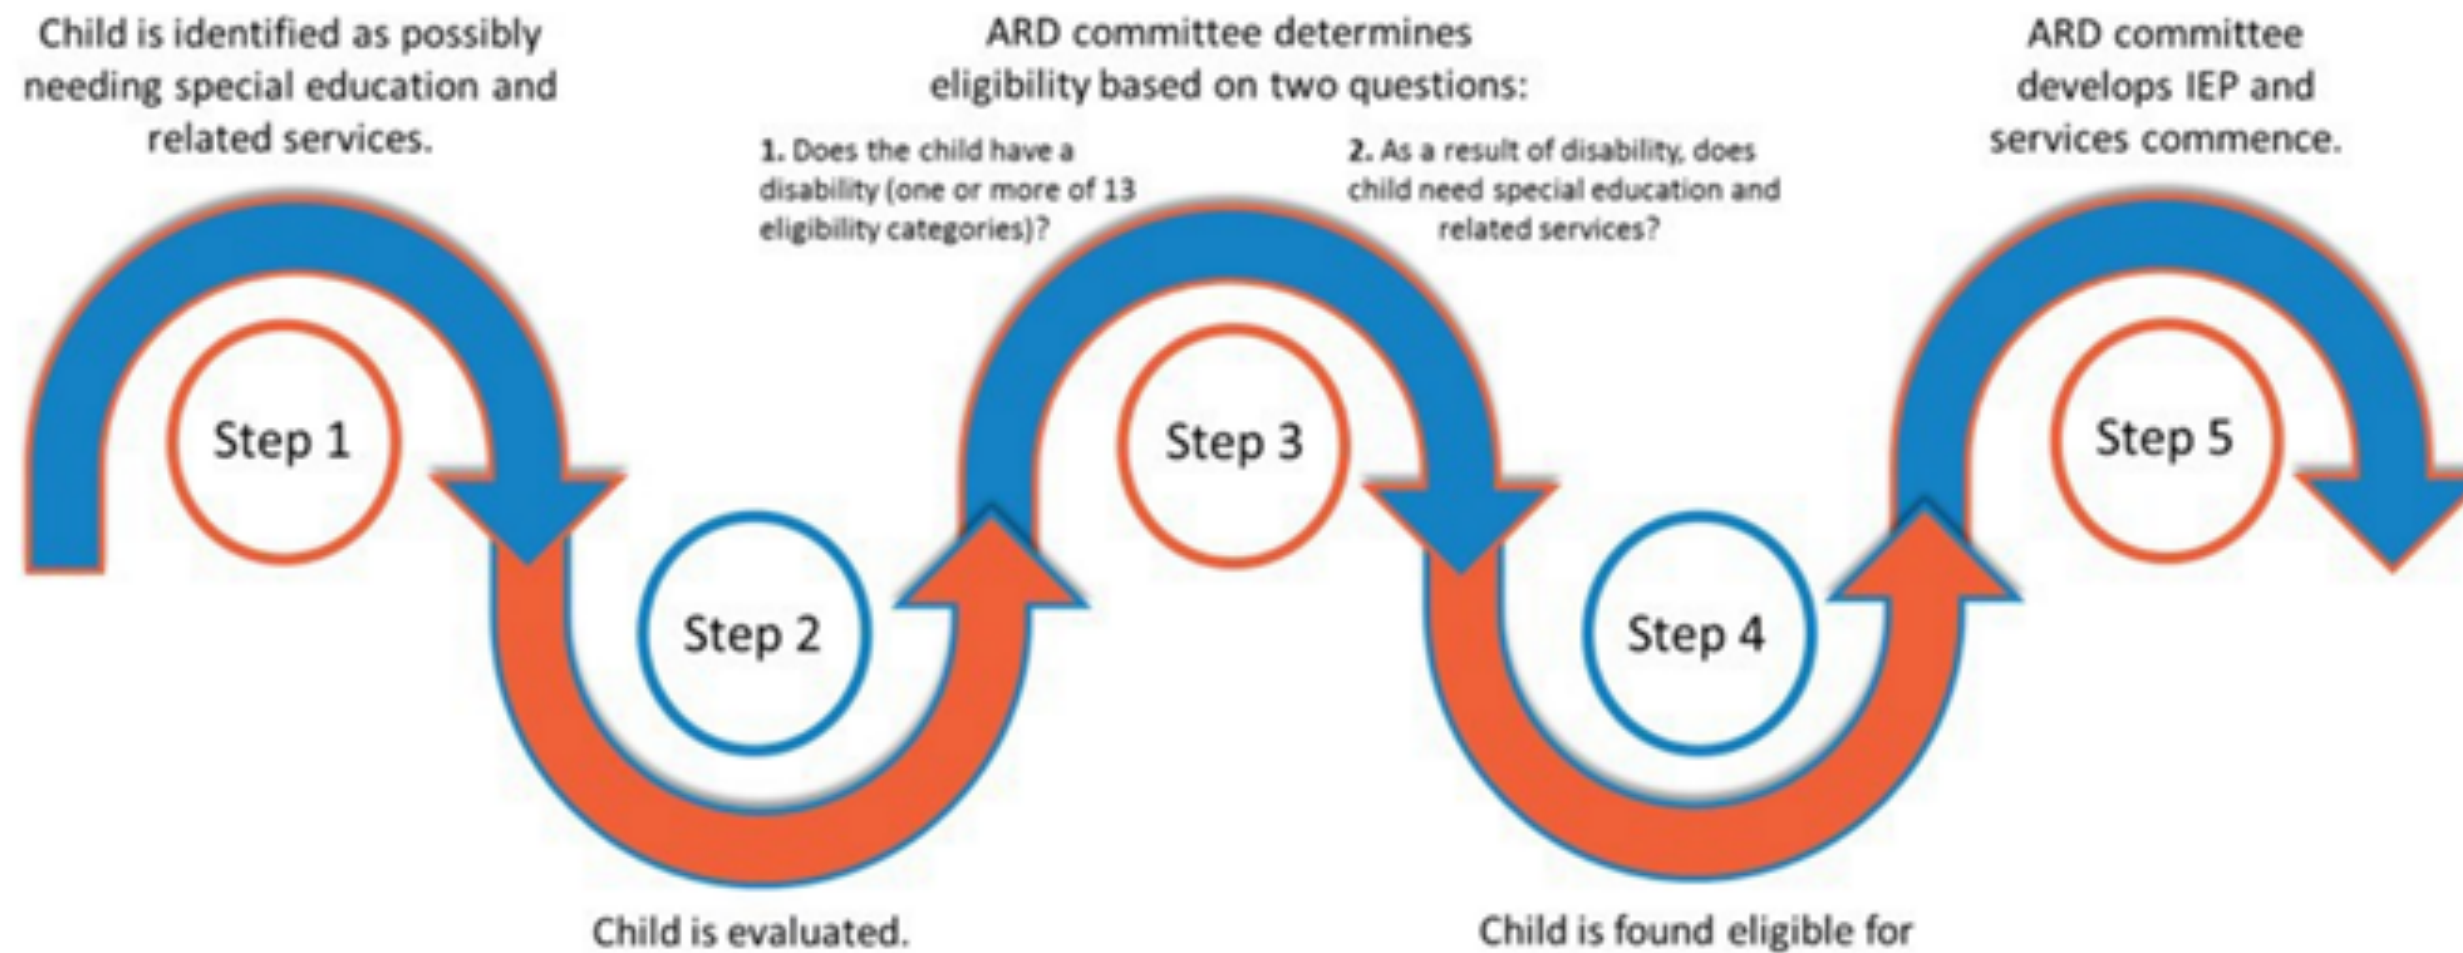 Child is identified as possibly
needing special education and
related services.
ARD committee determines
eligibility based on two questions:
1. Does the child have a
disability (one or more of 13
eligibility categories)?
2. As a result of disability, does
child need special education and
related services?
ARD committee
develops IEP and
services commence.
Step 1
Step 2
Step 3
Step 4
Step 5
Child is evaluated.
Child is found eligible for